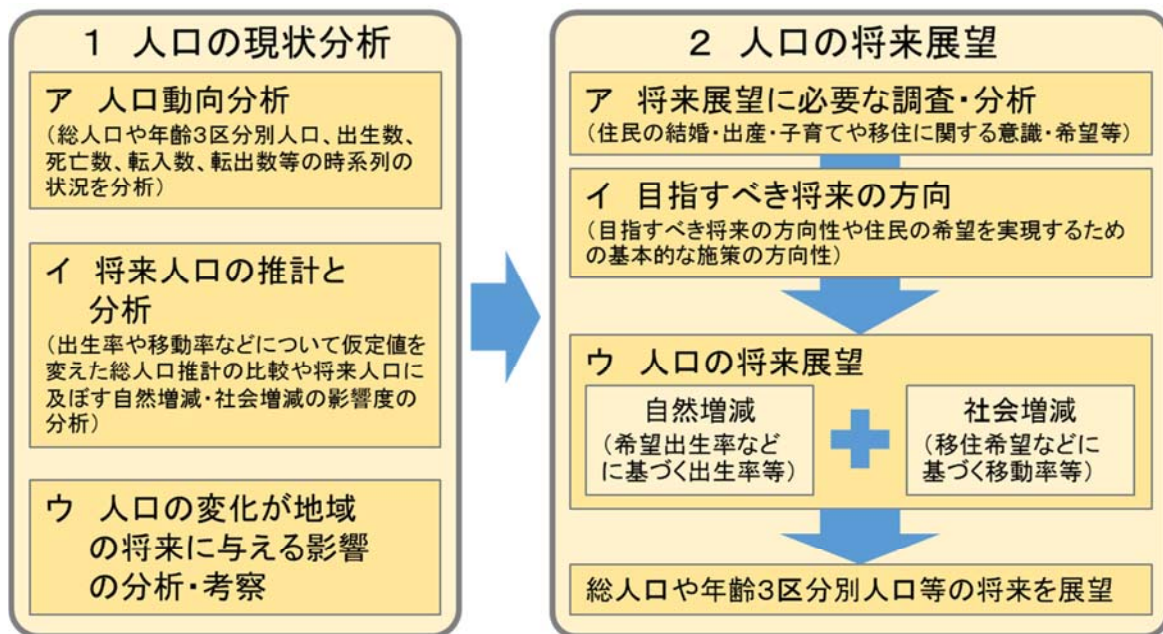 1 人口の現状分析
ア 人口動向分析
(総人口や年齢3区分別人口、出生数、
死亡数、転入数、転出数等の時系列の
状況を分析)
イ 将来人口の推計と
分析
(出生率や移動率などについて仮定値を
変えた総人口推計の比較や将来人口に
及ぼす自然増減・社会増減の影響度の
分析)
ウ 人口の変化が地域
の将来に与える影響
の分析・考察
2 人口の将来展望
ア 将来展望に必要な調査・分析
(住民の結婚・出産・子育てや移住に関する意識・希望等)
イ 目指すべき将来の方向
(目指すべき将来の方向性や住民の希望を実現するため
の基本的な施策の方向性)
ウ 人口の将来展望
自然増減
(希望出生率など
に基づく出生率等)
社会増減
(移住希望などに
基づく移動率等)
総人口や年齢3区分別人口等の将来を展望